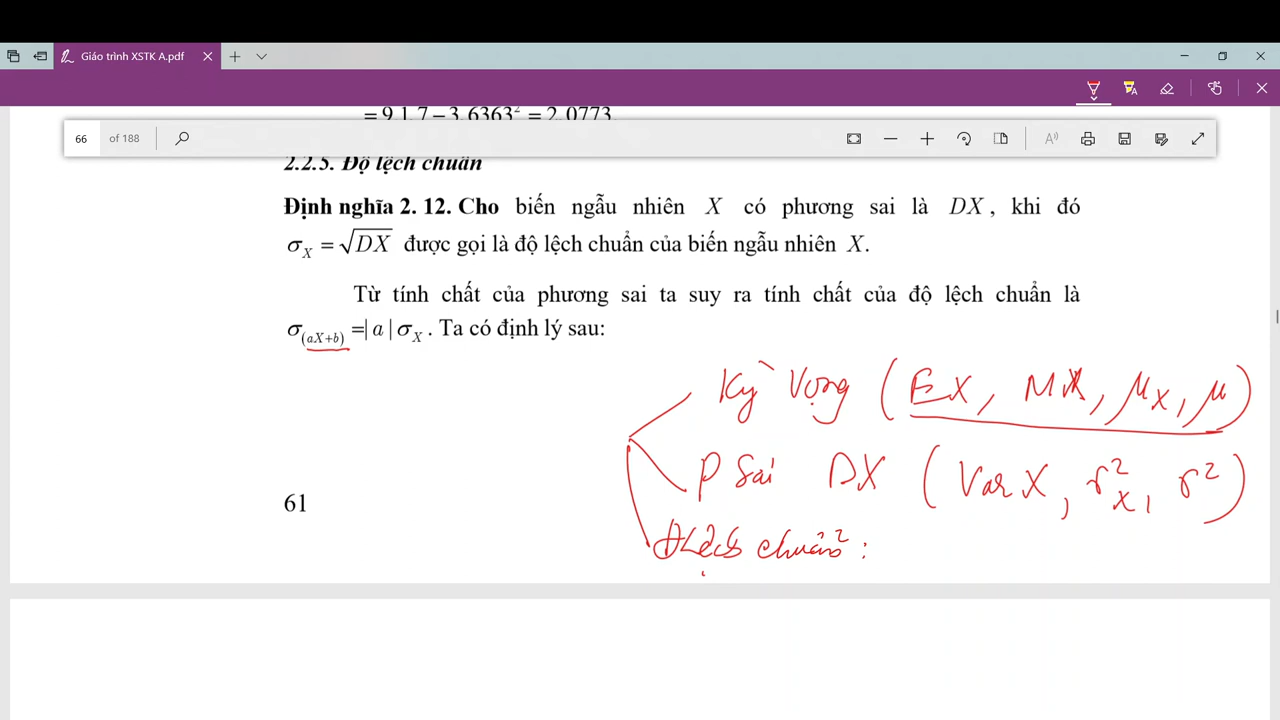 Giáo trình XSTK A.pdf
= 9.1.7 − 3.6363² = 2.0773
66 of 188
2.2.5. Độ lệch chuẩn
Định nghĩa 2. 12. Cho biến ngẫu nhiên X có phương sai là DX, khi đó
σ_X = √DX được gọi là độ lệch chuẩn của biến ngẫu nhiên X.
Từ tính chất của phương sai ta suy ra tính chất của độ lệch chuẩn là
σ_(aX+b) =| a | σ_X. Ta có định lý sau:
Kỳ Vọng (EX, MX, μ_X, μ)
P Sai DX (Var X, σ²_X, σ²)
61
Đ Lệch chuẩn :